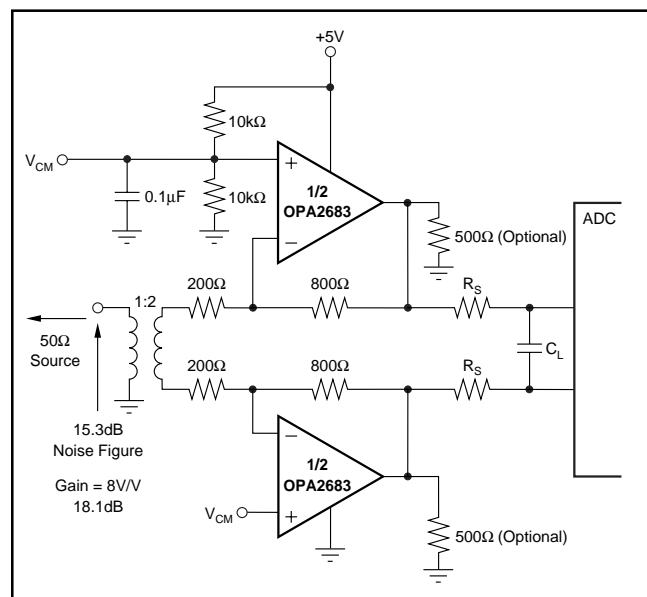 +5V
10kΩ
V_CM
0.1µF
10kΩ
+
1/2
OPA2683
−
500Ω (Optional)
ADC
200Ω
800Ω
R_S
1:2
50Ω
Source
C_L
200Ω
800Ω
R_S
15.3dB
Noise Figure
Gain = 8V/V
18.1dB
−
1/2
OPA2683
+
V_CM
500Ω (Optional)